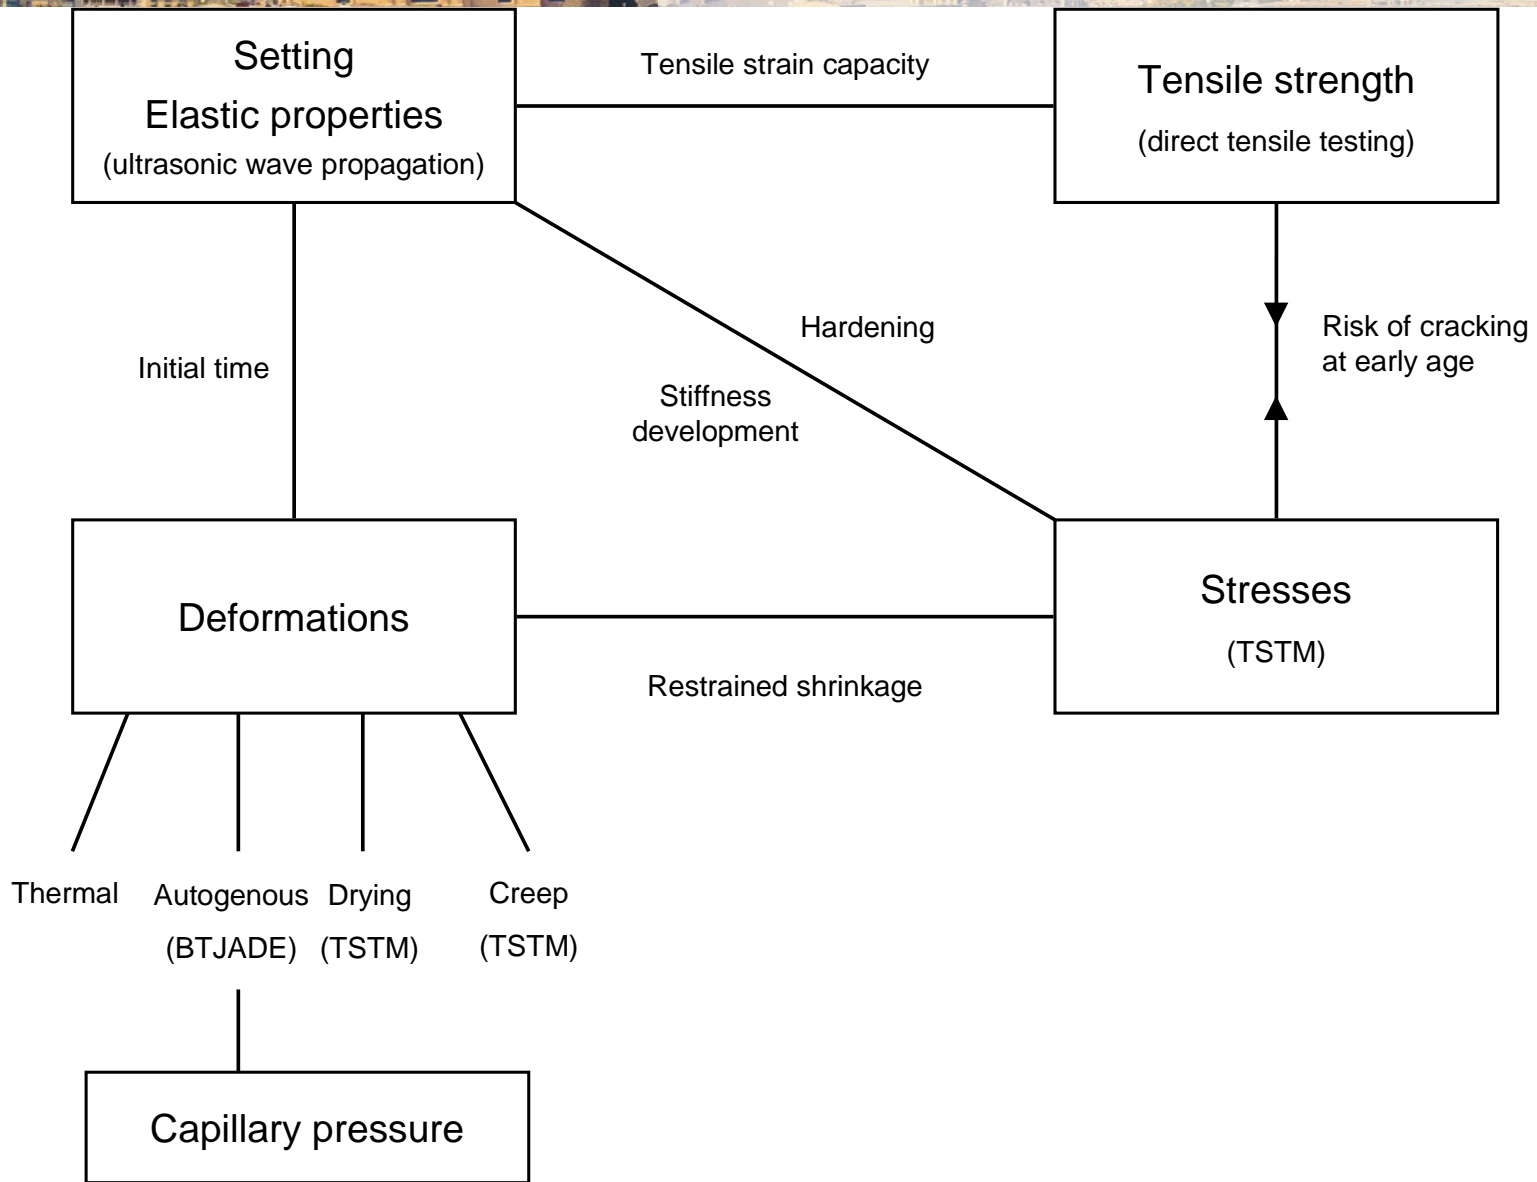 Setting
Elastic properties
(ultrasonic wave propagation)
Tensile strain capacity
Tensile strength
(direct tensile testing)
Initial time
Hardening
Stiffness
development
Risk of cracking
at early age
Deformations
Restrained shrinkage
Stresses
(TSTM)
Thermal
Autogenous
(BTJADE)
Drying
(TSTM)
Creep
(TSTM)
Capillary pressure